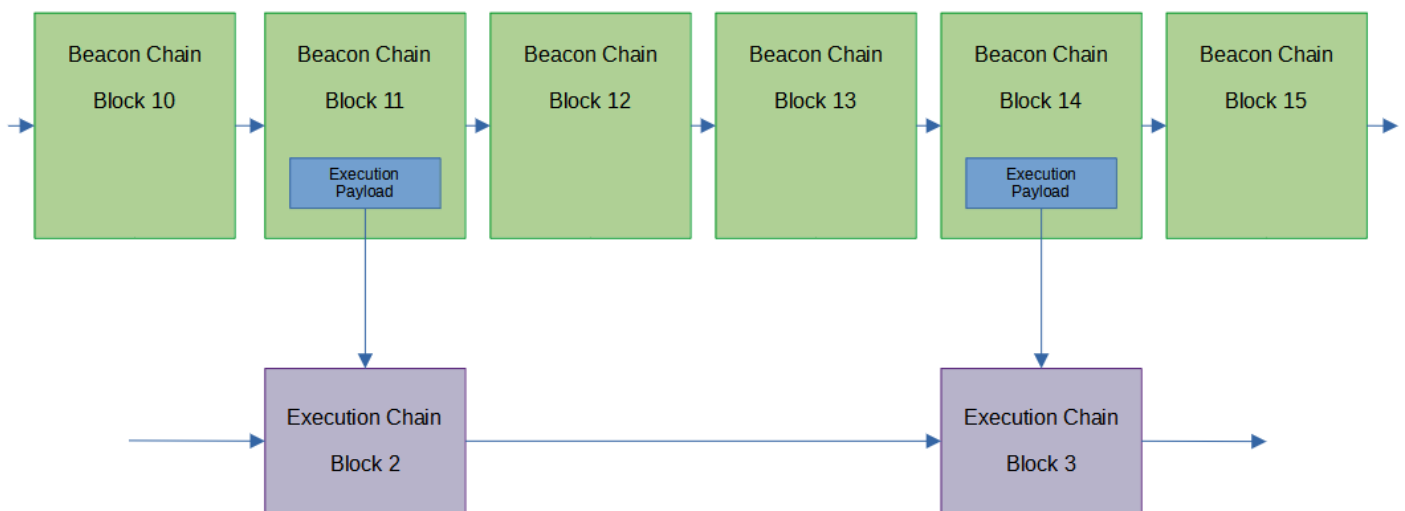 Beacon Chain
Block 10
Beacon Chain
Block 11
Execution
Payload
Beacon Chain
Block 12
Beacon Chain
Block 13
Beacon Chain
Block 14
Execution
Payload
Beacon Chain
Block 15
Execution Chain
Block 2
Execution Chain
Block 3